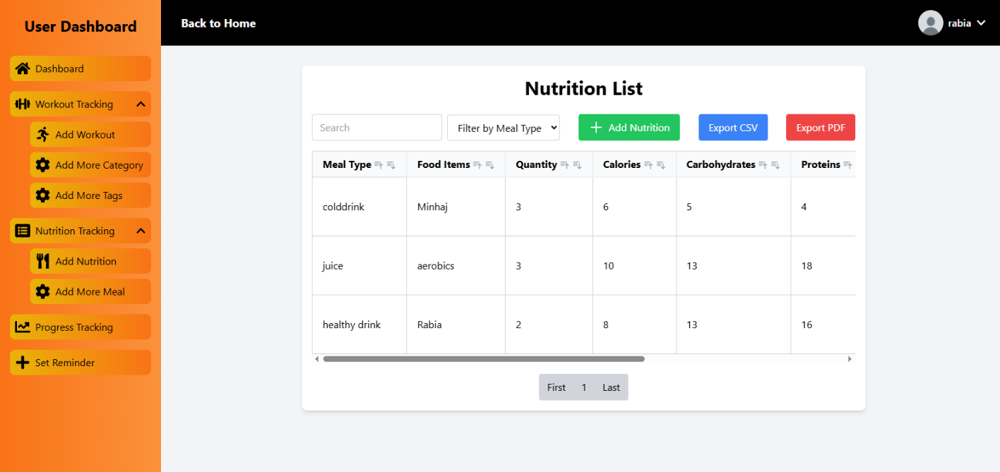 User Dashboard
Dashboard
Workout Tracking
Add Workout
Add More Category
Add More Tags
Nutrition Tracking
Add Nutrition
Add More Meal
Progress Tracking
Set Reminder
Back to Home
rabia
Nutrition List
Search Filter by Meal Type Add Nutrition Export CSV Export PDF
Meal Type Food Items Quantity Calories Carbohydrates Proteins
colddrink Minhaj 3 6 5 4
juice aerobics 3 10 13 18
healthy drink Rabia 2 8 13 16
First 1 Last